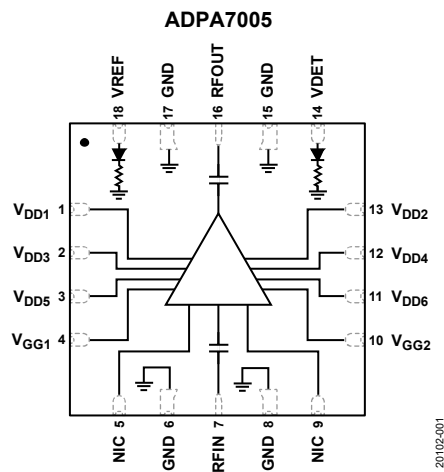 ADPA7005
18 VREF
17 GND
16 RFOUT
15 GND
14 VDET
VDD1 1
13 VDD2
VDD3 2
12 VDD4
VDD5 3
11 VDD6
VGG1 4
10 VGG2
NIC 5
GND 6
RFIN 7
GND 8
NIC 9
20102-001